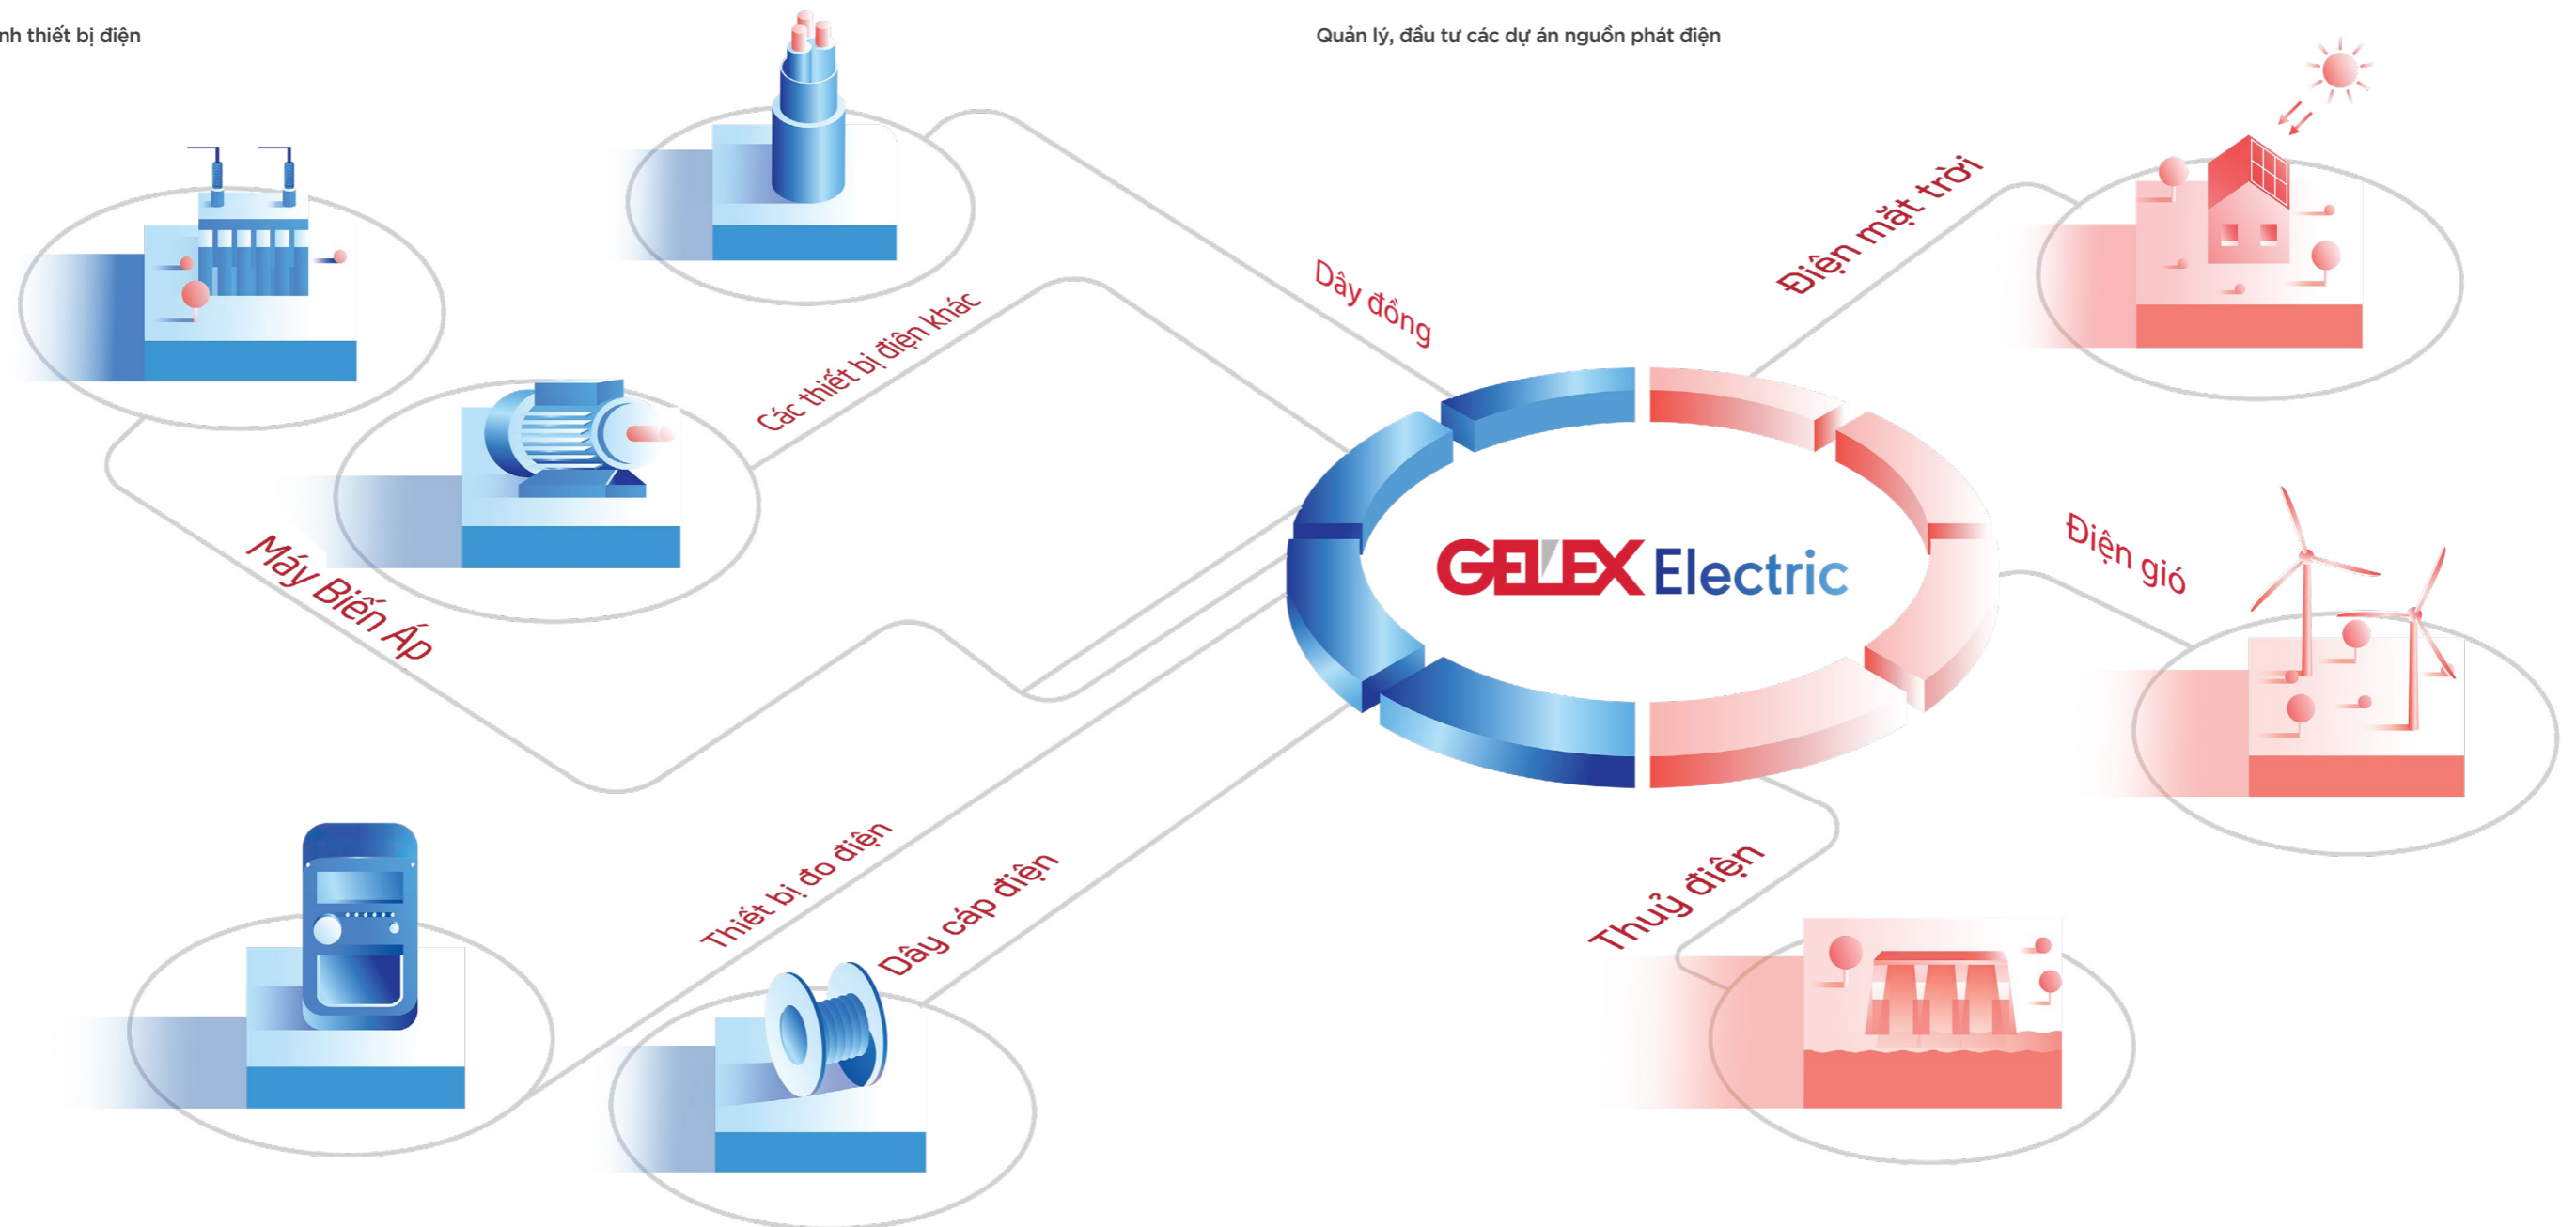 nh thiết bị điện
Quản lý, đầu tư các dự án nguồn phát điện
Dây đồng
Điện mặt trời
Các thiết bị điện khác
Điện gió
Máy Biến Áp
GELEX Electric
Thiết bị đo điện
Dây cáp điện
Thuỷ điện